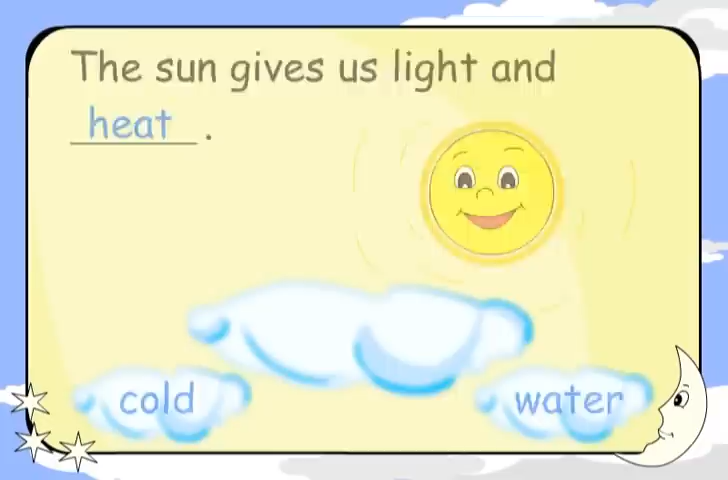 The sun gives us light and
heat .
cold
water